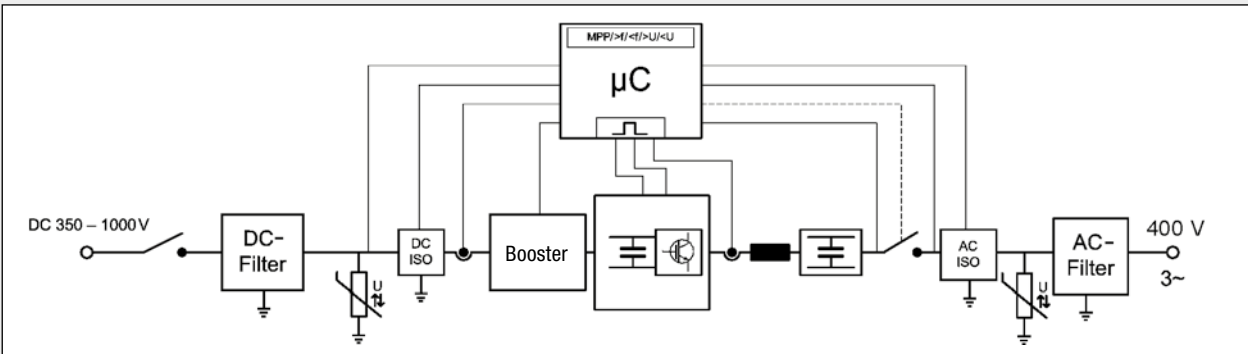 MPP/>f/<f/>U/<U
µC
DC 350 – 1000 V
DC-
Filter
U
DC
ISO
Booster
AC
ISO
U
AC-
Filter
400 V
3~